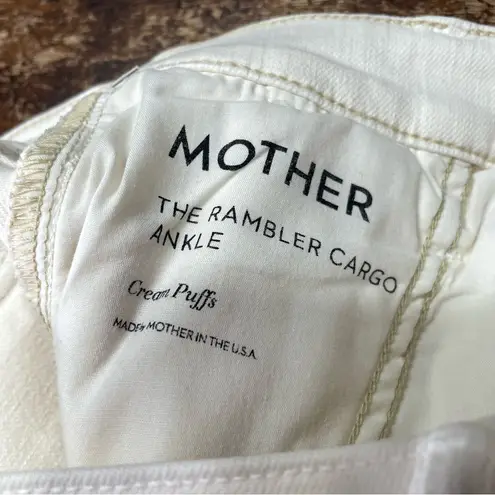 MOTHER
THE RAMBLER CARGO
ANKLE
Cream Puffs
MADE by MOTHER IN THE U.S.A